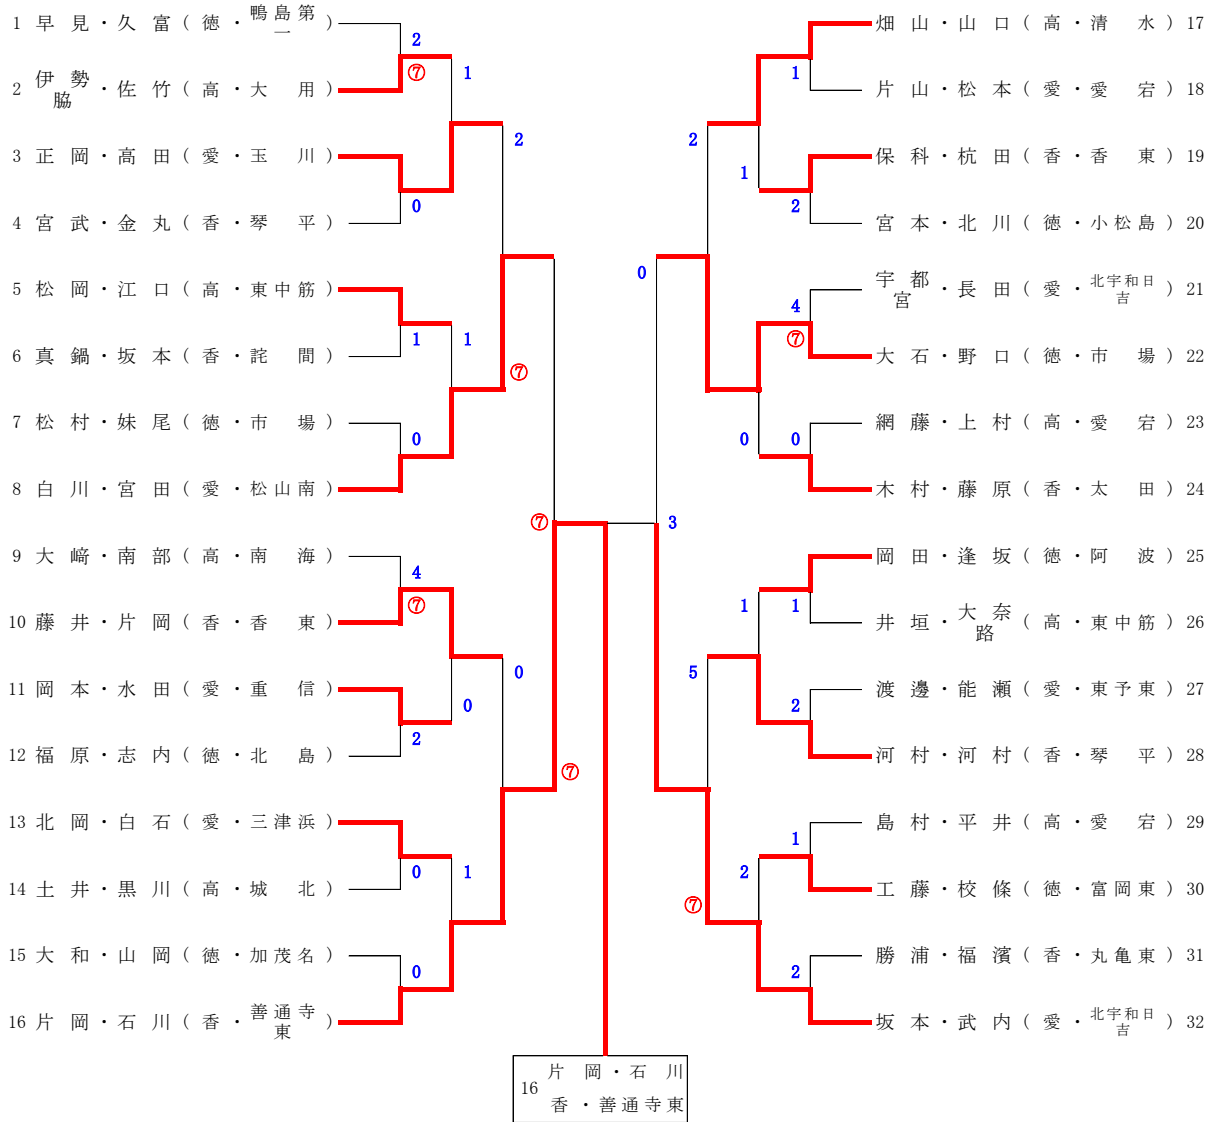 1 早見・久富(徳・鴨島第一)
2 伊勢脇・佐竹(高・大用)
3 正岡・高田(愛・玉川)
4 宮武・金丸(香・琴平)
5 松岡・江口(高・東中筋)
6 真鍋・坂本(香・詫間)
7 松村・妹尾(徳・市場)
8 白川・宮田(愛・松山南)
9 大﨑・南部(高・南海)
10 藤井・片岡(香・香東)
11 岡本・水田(愛・重信)
12 福原・志内(徳・北島)
13 北岡・白石(愛・三津浜)
14 土井・黒川(高・城北)
15 大和・山岡(徳・加茂名)
16 片岡・石川(香・善通寺東)
2
⑦
0
1
0
4
⑦
2
0
0
1
1
0
1
2
⑦
0
⑦
⑦
3
0
2
5
⑦
1
0
1
2
1
2
4
⑦
0
1
2
1
2
畑山・山口(高・清水) 17
片山・松本(愛・愛宕) 18
保科・杭田(香・香東) 19
宮本・北川(徳・小松島) 20
宇都宮・長田(愛・北宇和日吉) 21
大石・野口(徳・市場) 22
網藤・上村(高・愛宕) 23
木村・藤原(香・太田) 24
岡田・逢坂(徳・阿波) 25
井垣・大奈路(高・東中筋) 26
渡邊・能瀬(愛・東予東) 27
河村・河村(香・琴平) 28
島村・平井(高・愛宕) 29
工藤・校條(徳・富岡東) 30
勝浦・福濱(香・丸亀東) 31
坂本・武内(愛・北宇和日吉) 32
16 片岡・石川
香・善通寺東